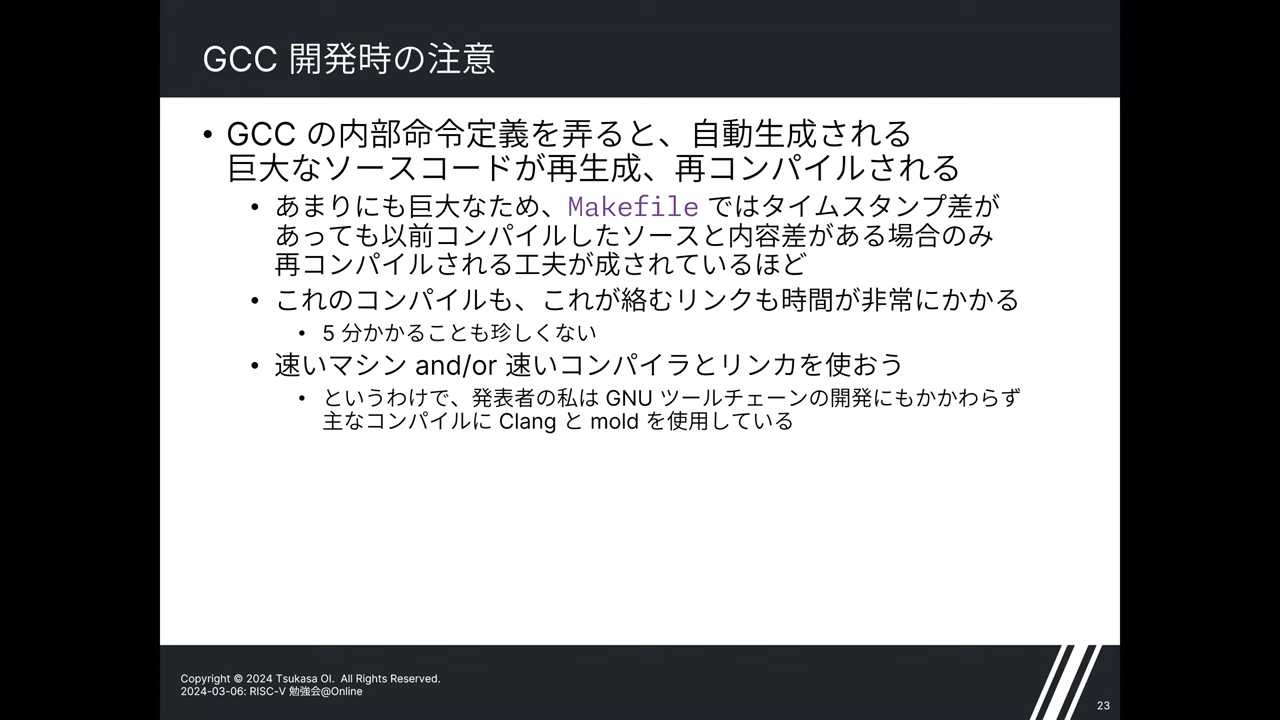 GCC 開発時の注意
• GCC の内部命令定義を弄ると、自動生成される
巨大なソースコードが再生成、再コンパイルされる
• あまりにも巨大なため、Makefile ではタイムスタンプ差が
あっても以前コンパイルしたソースと内容差がある場合のみ
再コンパイルされる工夫が成されているほど
• これのコンパイルも、これが絡むリンクも時間が非常にかかる
• 5 分かかることも珍しくない
• 速いマシン and/or 速いコンパイラとリンカを使おう
• というわけで、発表者の私は GNU ツールチェーンの開発にもかかわらず
主なコンパイルに Clang と mold を使用している
Copyright © 2024 Tsukasa OI. All Rights Reserved.
2024-03-06: RISC-V 勉強会@Online
23